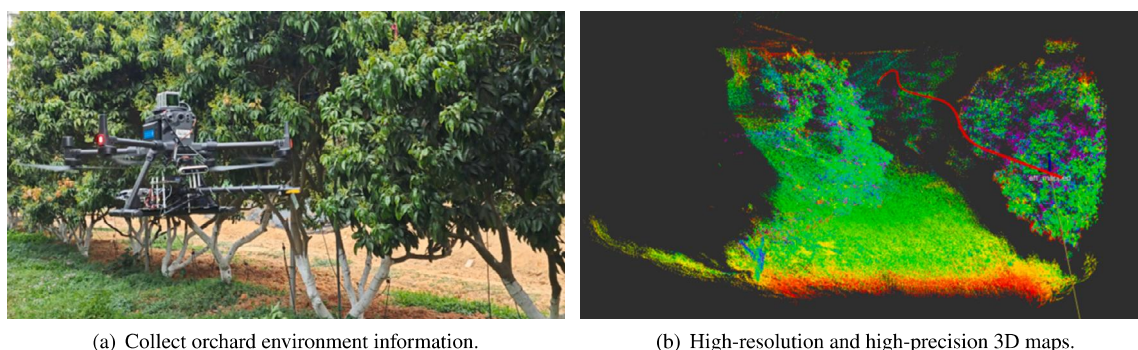 (a) Collect orchard environment information.
(b) High-resolution and high-precision 3D maps.